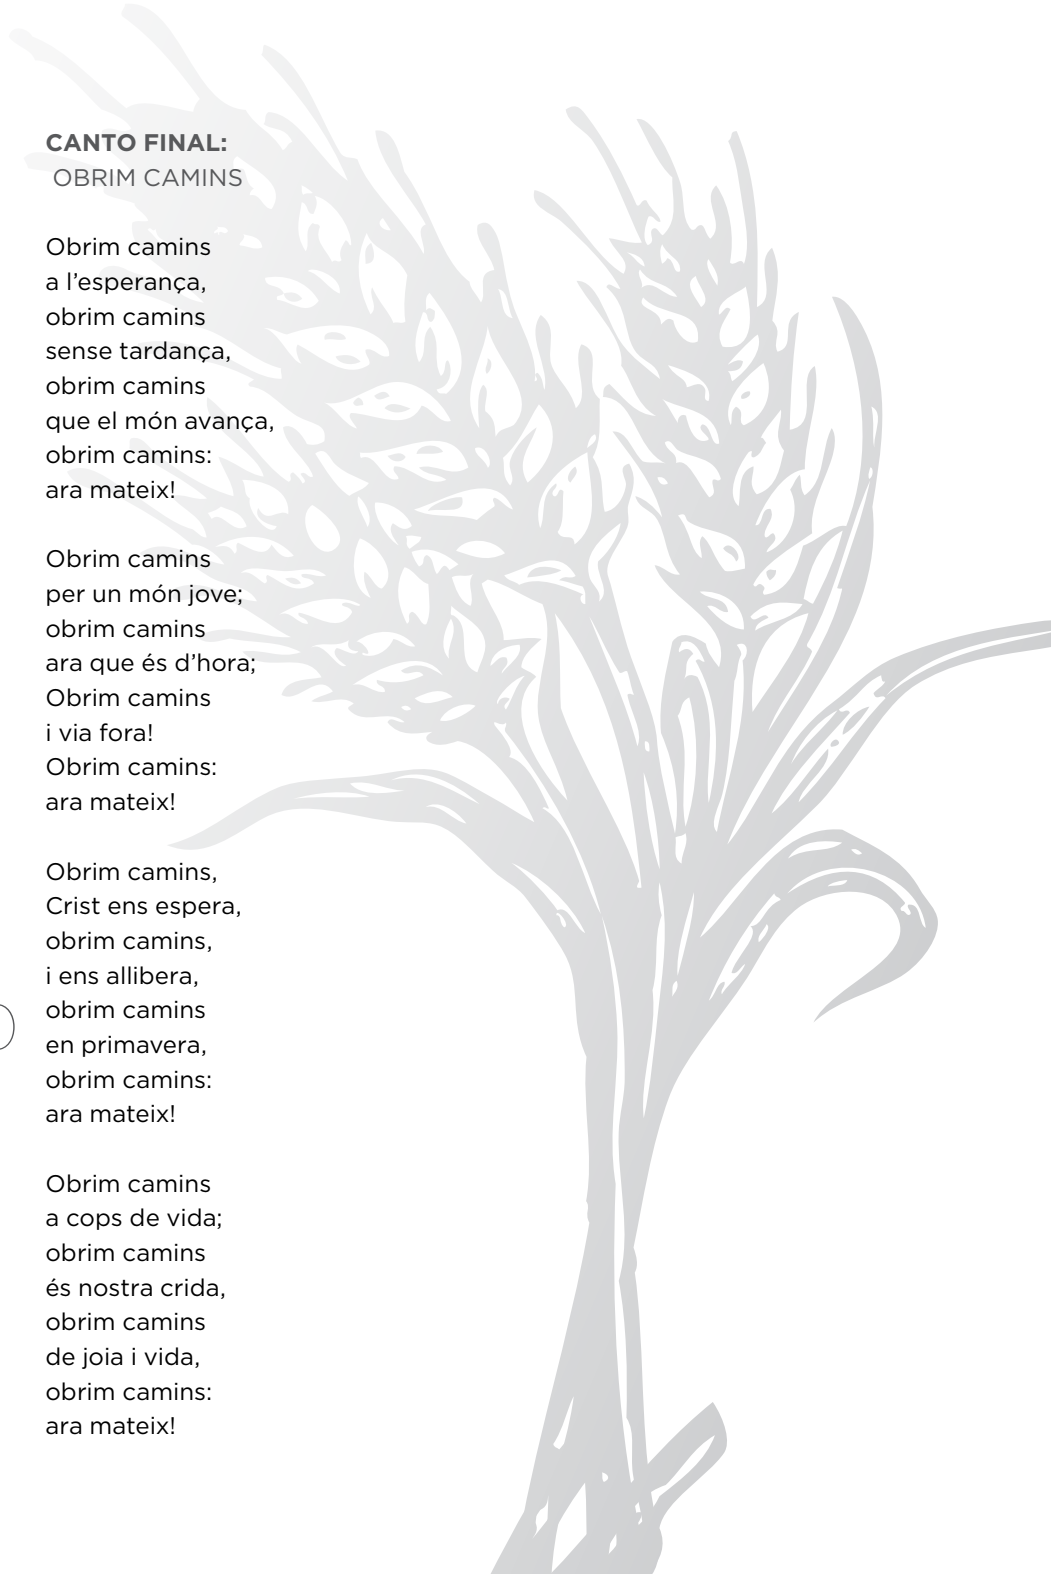 CANTO FINAL:
OBRIM CAMINS

Obrim camins
a l’esperança,
obrim camins
sense tardança,
obrim camins
que el món avança,
obrim camins:
ara mateix!

Obrim camins
per un món jove;
obrim camins
ara que és d’hora;
Obrim camins
i via fora!
Obrim camins:
ara mateix!

Obrim camins,
Crist ens espera,
obrim camins,
i ens allibera,
obrim camins
en primavera,
obrim camins:
ara mateix!

Obrim camins
a cops de vida;
obrim camins
és nostra crida,
obrim camins
de joia i vida,
obrim camins:
ara mateix!